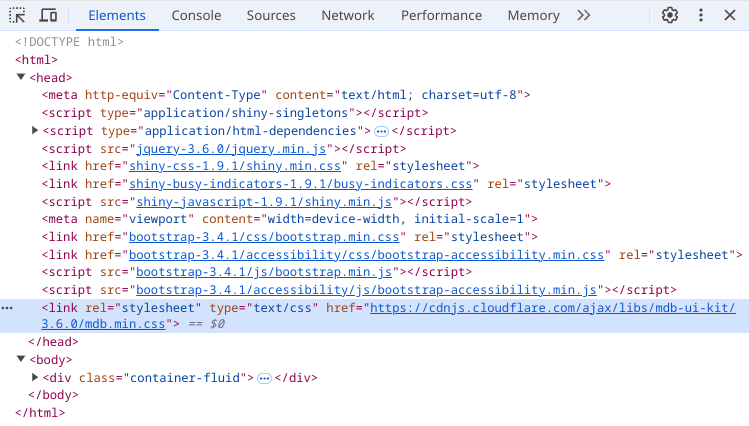 Elements Console Sources Network Performance Memory
<!DOCTYPE html>
<html>
<head>
<meta http-equiv="Content-Type" content="text/html; charset=utf-8">
<script type="application/shiny-singletons"></script>
<script type="application/html-dependencies"> ⋯ </script>
<script src="jquery-3.6.0/jquery.min.js"></script>
<link href="shiny-css-1.9.1/shiny.min.css" rel="stylesheet">
<link href="shiny-busy-indicators-1.9.1/busy-indicators.css" rel="stylesheet">
<script src="shiny-javascript-1.9.1/shiny.min.js"></script>
<meta name="viewport" content="width=device-width, initial-scale=1">
<link href="bootstrap-3.4.1/css/bootstrap.min.css" rel="stylesheet">
<link href="bootstrap-3.4.1/accessibility/css/bootstrap-accessibility.min.css" rel="stylesheet">
<script src="bootstrap-3.4.1/js/bootstrap.min.js"></script>
<script src="bootstrap-3.4.1/accessibility/js/bootstrap-accessibility.min.js"></script>
<link rel="stylesheet" type="text/css" href="https://cdnjs.cloudflare.com/ajax/libs/mdb-ui-kit/
3.6.0/mdb.min.css"> == $0
</head>
<body>
<div class="container-fluid"> ⋯ </div>
</body>
</html>